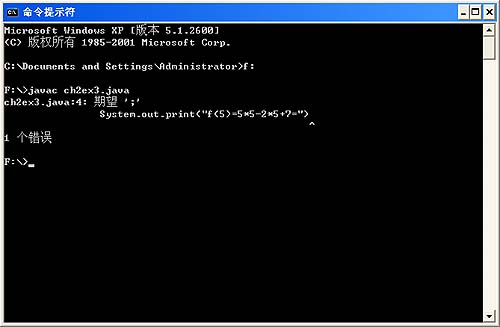 命令提示符
Microsoft Windows XP [版本 5.1.2600]
(C) 版权所有 1985-2001 Microsoft Corp.
C:\Documents and Settings\Administrator>f:
F:\>javac ch2ex3.java
ch2ex3.java:4: 期望 ';'
System.out.print("f(5)=5*5-2*5+7=")
^
1 个错误
F:\>_